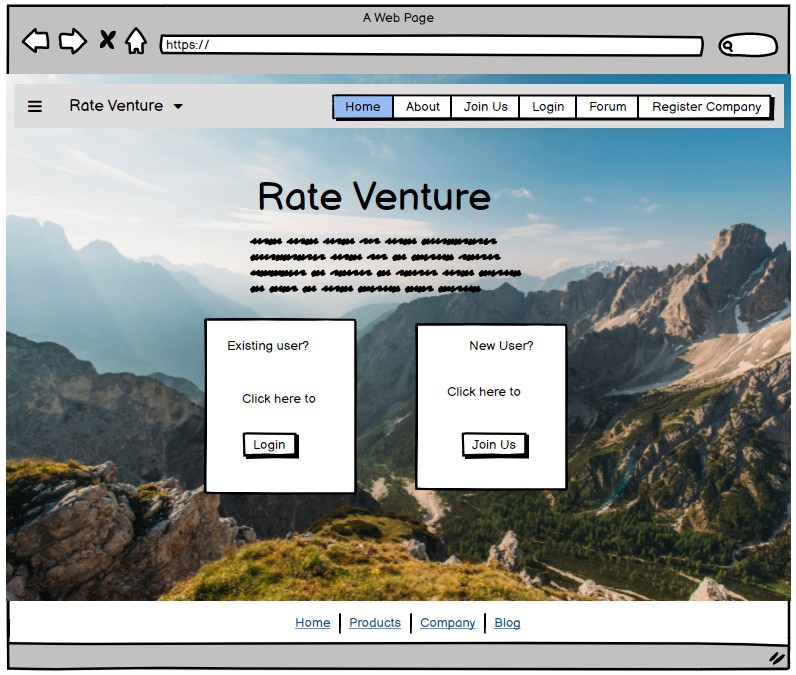 A Web Page
https://
Rate Venture
Home About Join Us Login Forum Register Company
Rate Venture
Existing user?
Click here to
Login
New User?
Click here to
Join Us
Home Products Company Blog